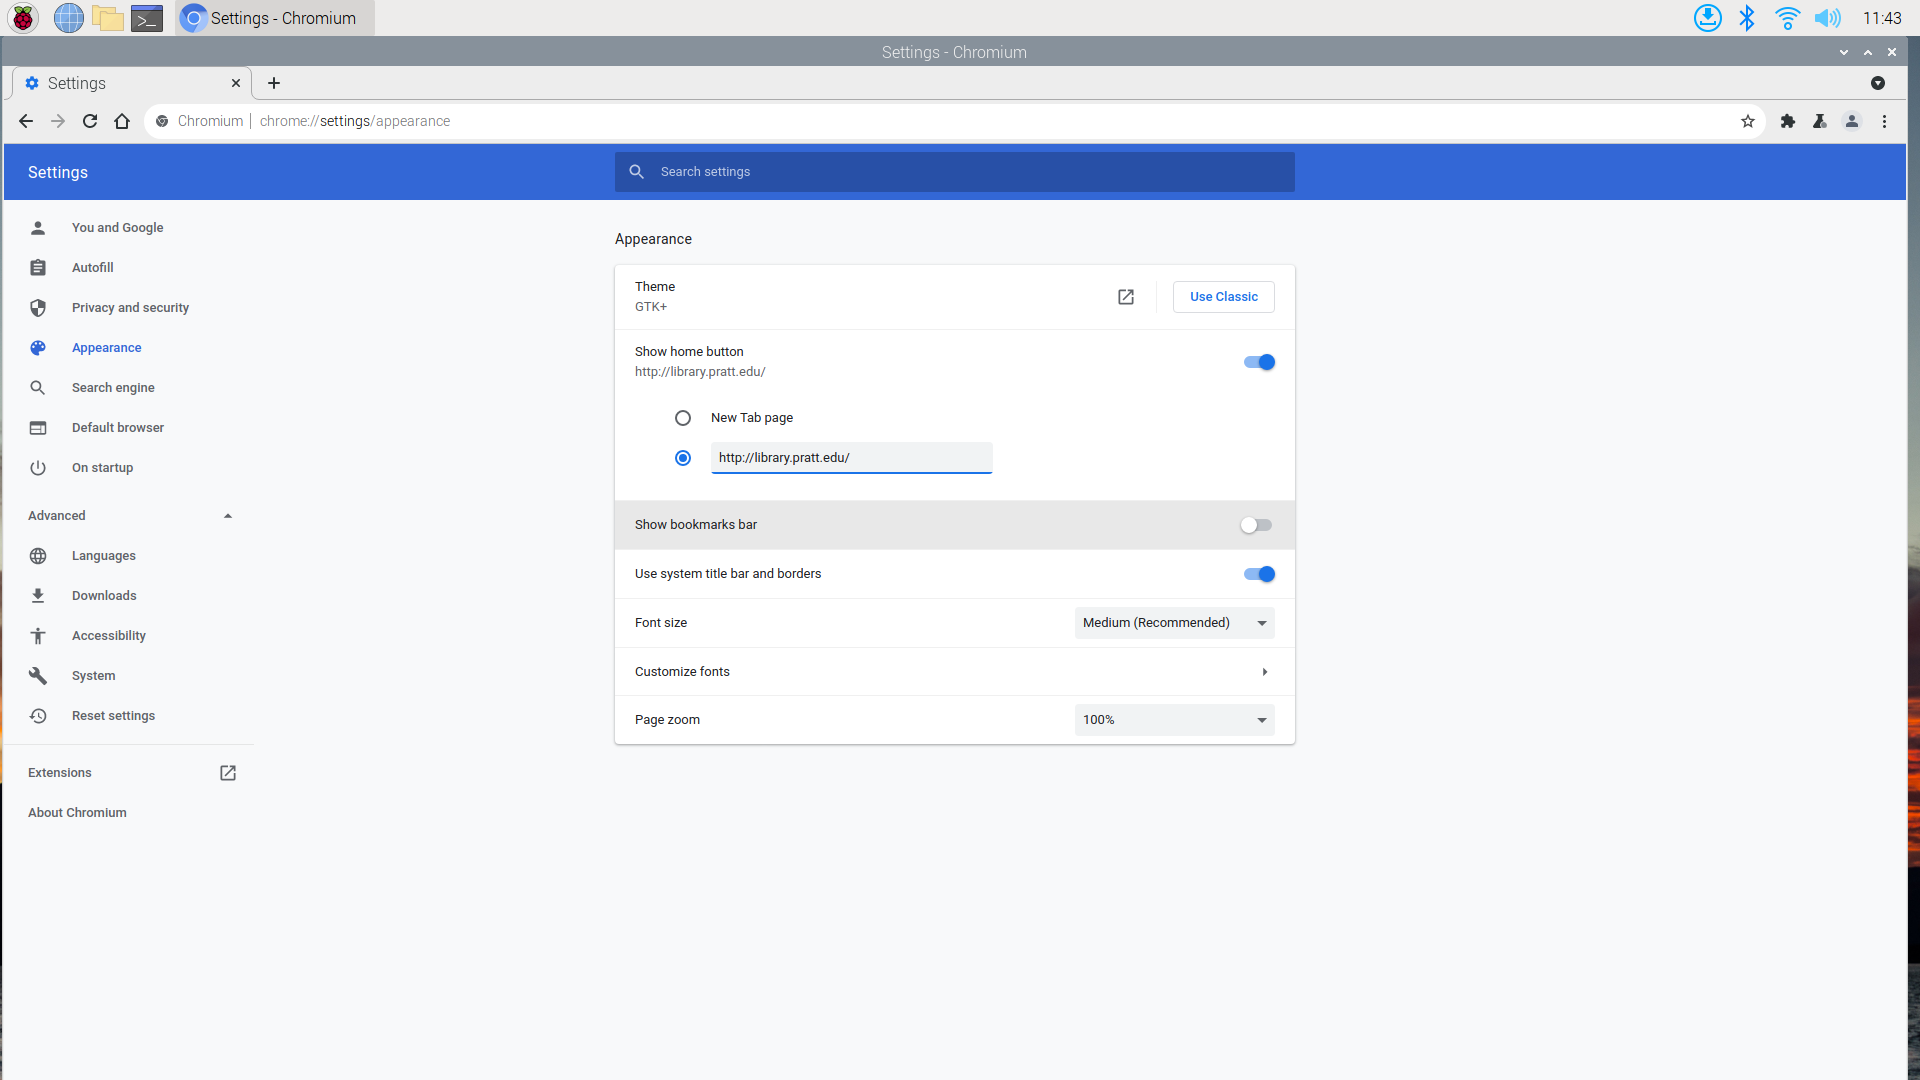 Settings - Chromium
11:43
Settings - Chromium
Settings
Chromium | chrome://settings/appearance
Settings
Search settings
You and Google
Autofill
Privacy and security
Appearance
Search engine
Default browser
On startup
Advanced
Languages
Downloads
Accessibility
System
Reset settings
Extensions
About Chromium
Appearance
Theme
GTK+
Use Classic
Show home button
http://library.pratt.edu/
New Tab page
http://library.pratt.edu/
Show bookmarks bar
Use system title bar and borders
Font size
Medium (Recommended)
Customize fonts
Page zoom
100%